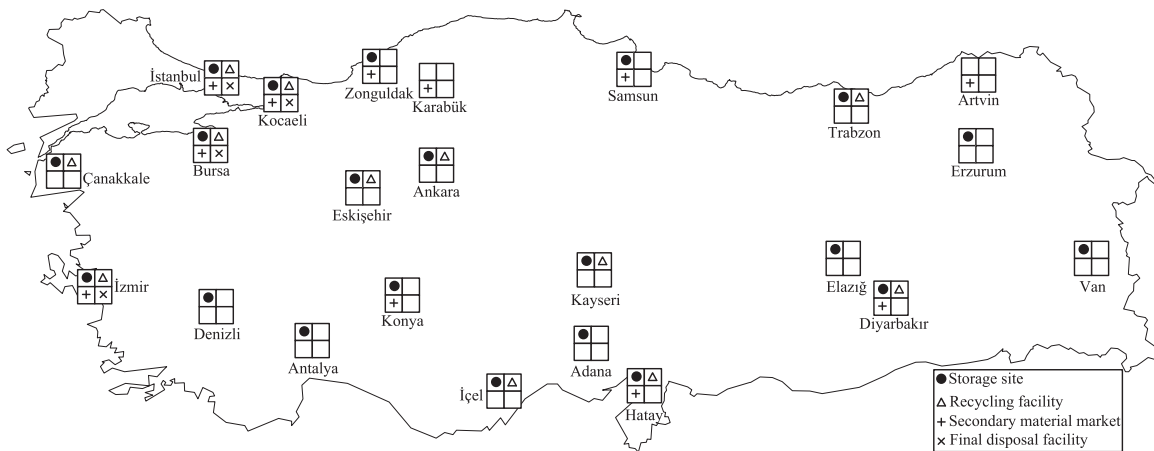 İstanbul
Kocaeli
Zonguldak
Karabük
Samsun
Trabzon
Artvin
Çanakkale
Bursa
Eskişehir
Ankara
Erzurum
İzmir
Denizli
Antalya
Konya
Kayseri
Elazığ
Diyarbakır
Van
İçel
Adana
Hatay
Storage site
Recycling facility
Secondary material market
Final disposal facility